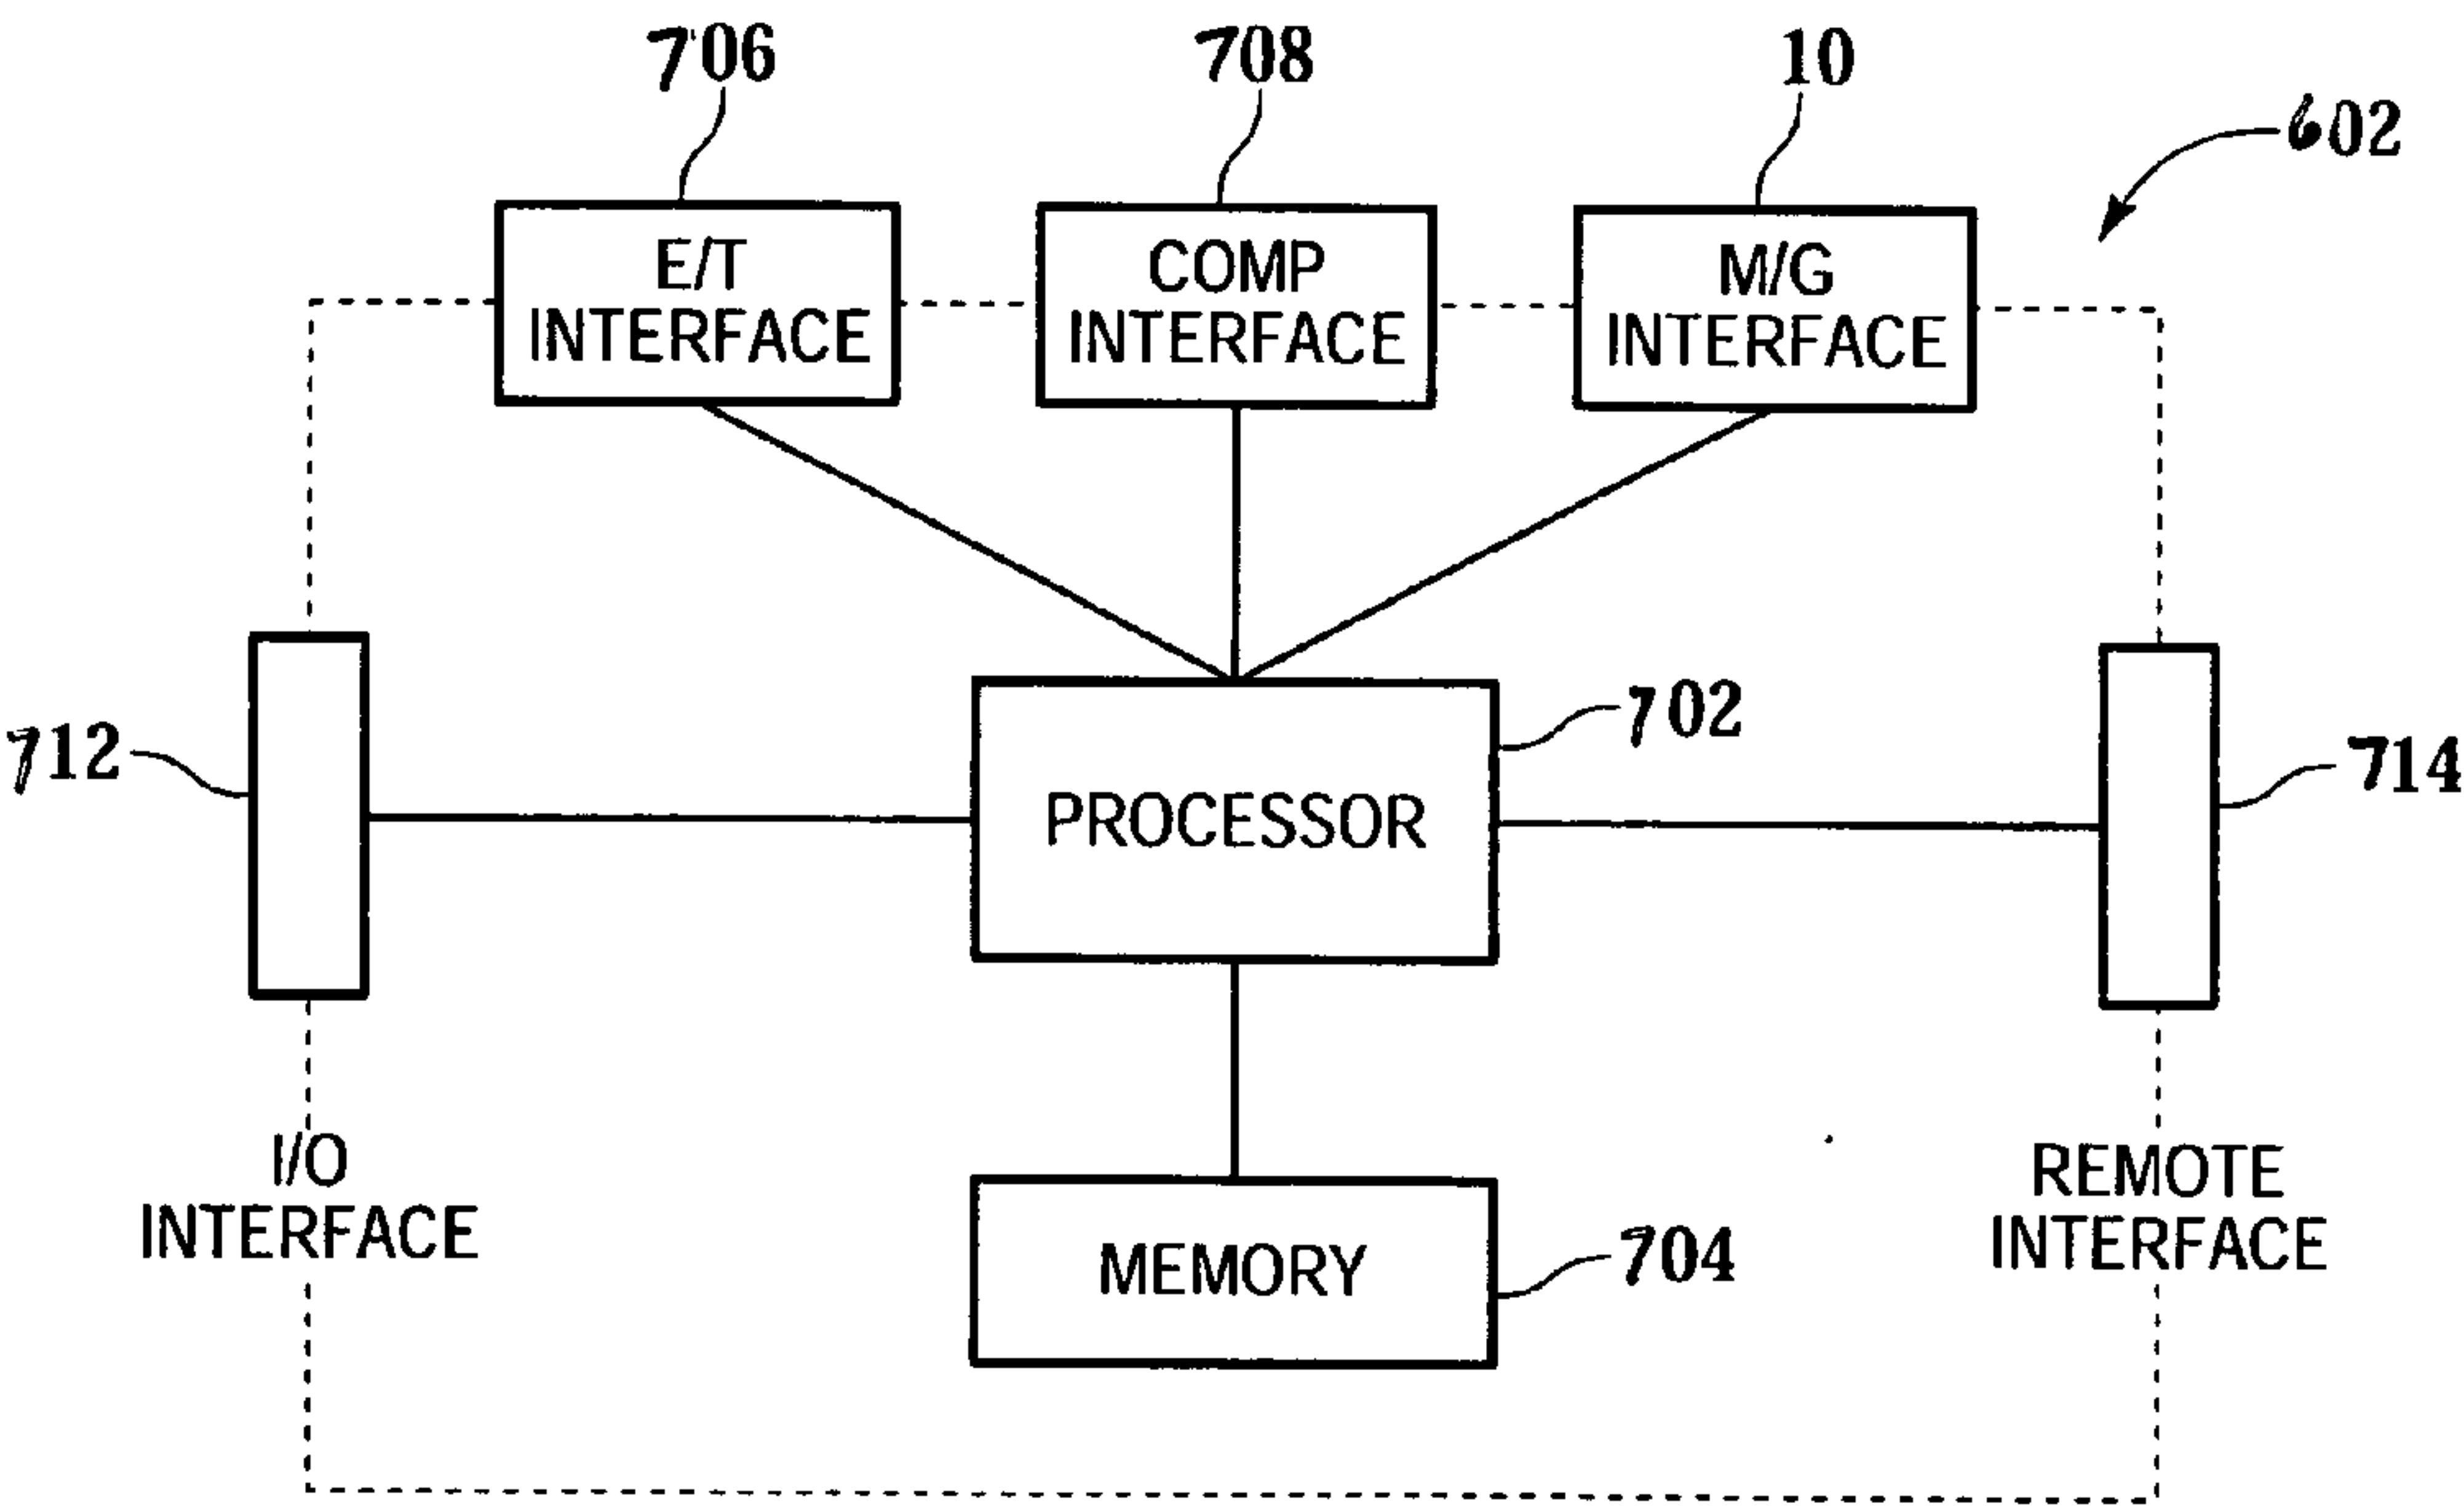 706
708
10
602
E/T
INTERFACE
COMP
INTERFACE
M/G
INTERFACE
712
702
714
PROCESSOR
I/O
INTERFACE
REMOTE
INTERFACE
MEMORY
704